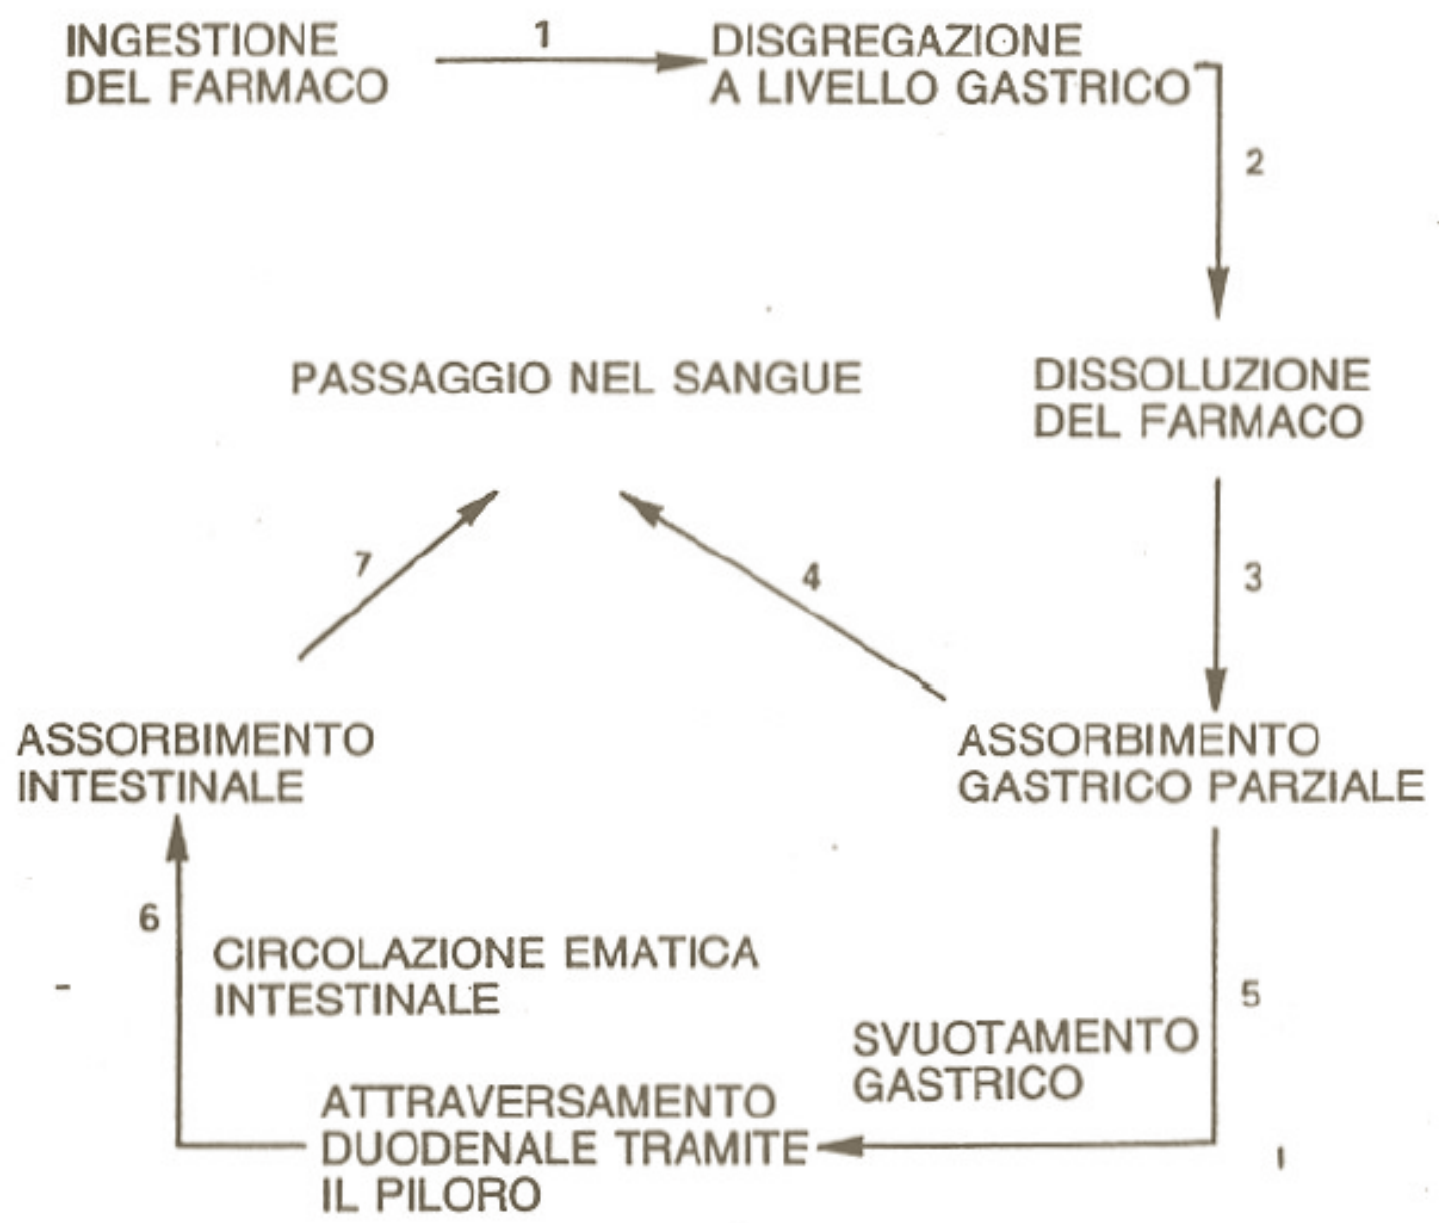 INGESTIONE
DEL FARMACO
1
DISGREGAZIONE
A LIVELLO GASTRICO
2
PASSAGGIO NEL SANGUE
DISSOLUZIONE
DEL FARMACO
7
4
3
ASSORBIMENTO
INTESTINALE
ASSORBIMENTO
GASTRICO PARZIALE
6
CIRCOLAZIONE EMATICA
INTESTINALE
5
SVUOTAMENTO
GASTRICO
ATTRAVERSAMENTO
DUODENALE TRAMITE
IL PILORO